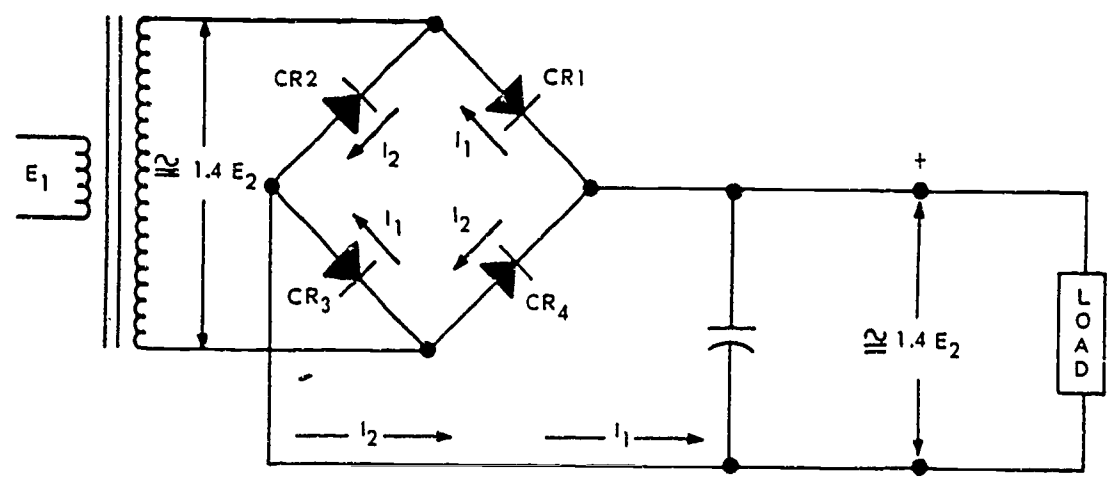 CR2
CR1
I2
I1
E1
≅ 1.4 E2
+
I1
I2
CR3
CR4
≅ 1.4 E2
LOAD
I2
I1